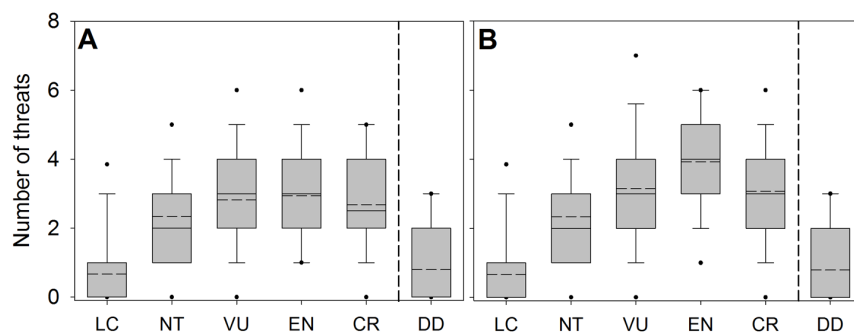 8
6
4
2
0
Number of threats
A
B
LC NT VU EN CR DD LC NT VU EN CR DD